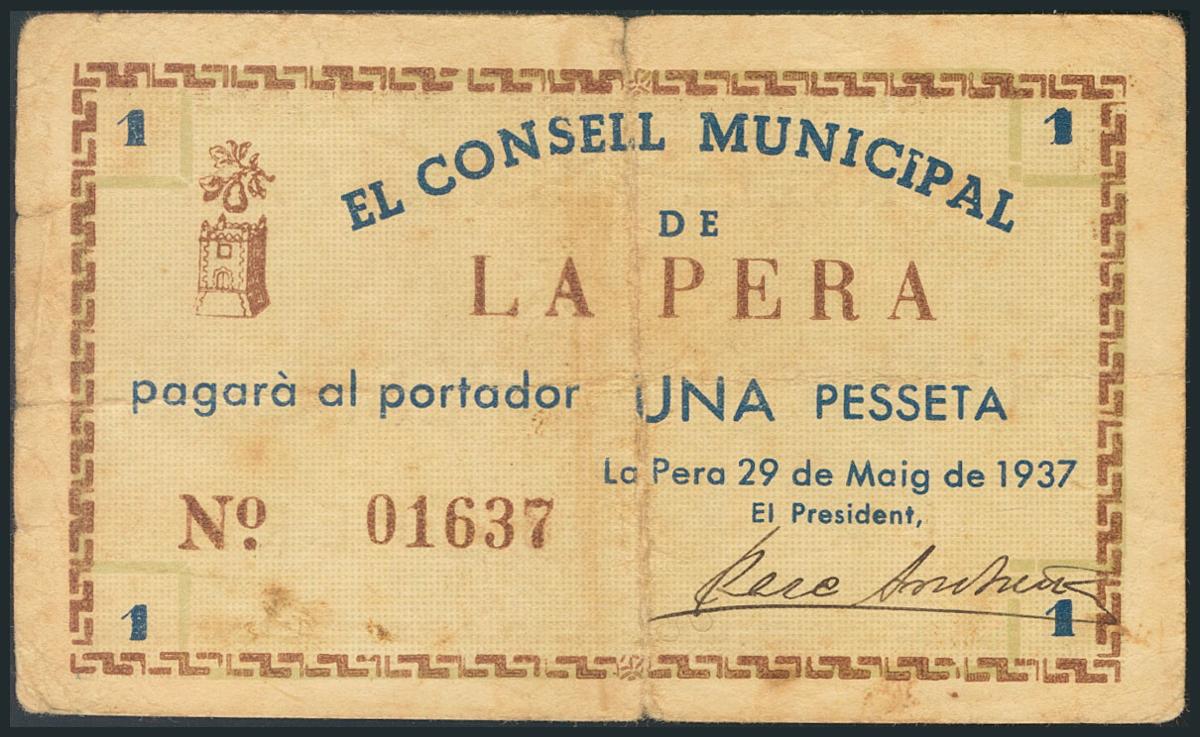 1 1
EL CONSELL MUNICIPAL
DE
LA PERA
pagarà al portador UNA PESSETA
La Pera 29 de Maig de 1937
El President,
Nº. 01637
1 1